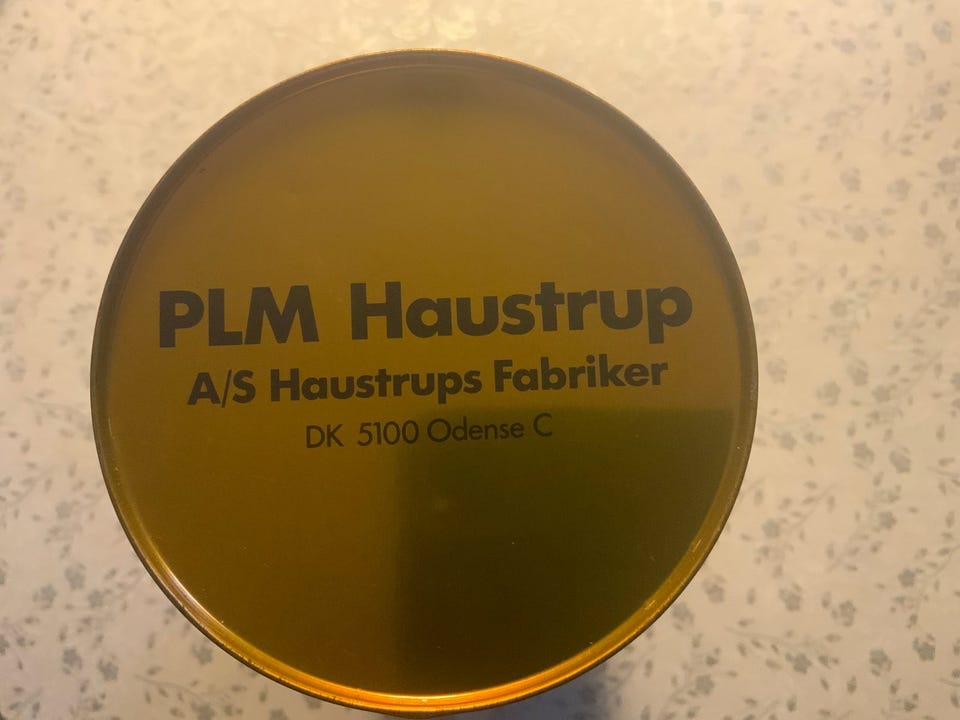 PLM Haustrup
A/S Haustrups Fabriker
DK 5100 Odense C